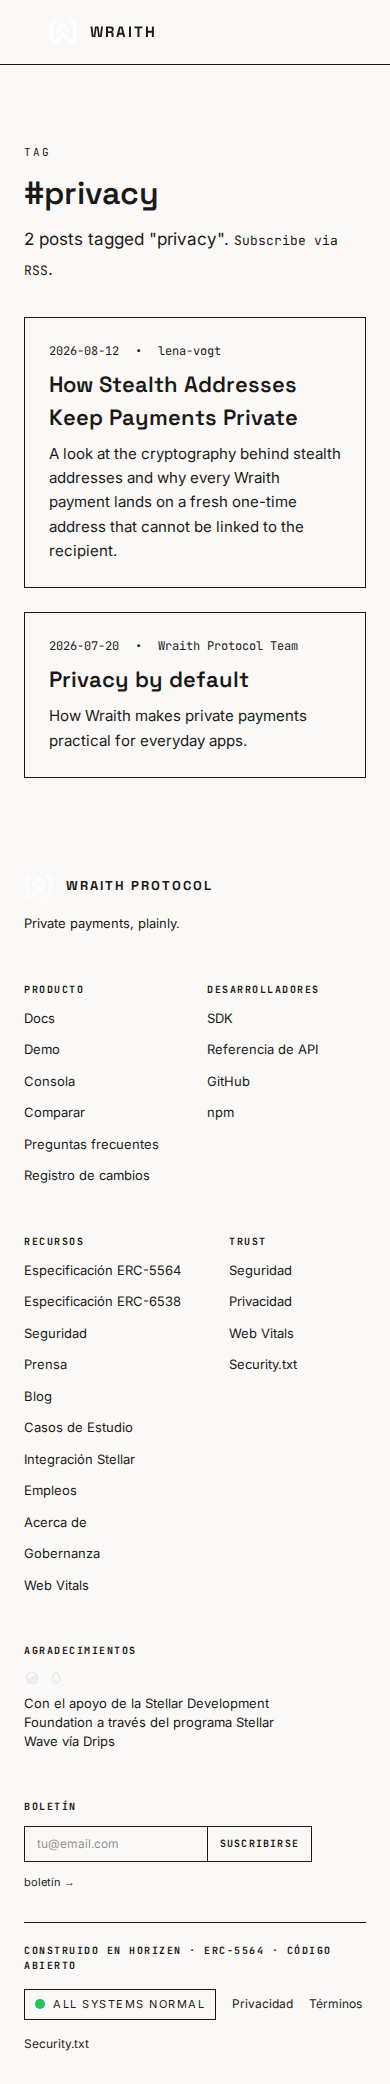 WRAITH
TAG
#privacy
2 posts tagged "privacy". Subscribe via
RSS.
2026-08-12 • lena-vogt
How Stealth Addresses
Keep Payments Private
A look at the cryptography behind stealth
addresses and why every Wraith
payment lands on a fresh one-time
address that cannot be linked to the
recipient.
2026-07-20 • Wraith Protocol Team
Privacy by default
How Wraith makes private payments
practical for everyday apps.
WRAITH PROTOCOL
Private payments, plainly.
PRODUCTO
Docs
Demo
Consola
Comparar
Preguntas frecuentes
Registro de cambios
DESARROLLADORES
SDK
Referencia de API
GitHub
npm
RECURSOS
Especificación ERC-5564
Especificación ERC-6538
Seguridad
Prensa
Blog
Casos de Estudio
Integración Stellar
Empleos
Acerca de
Gobernanza
Web Vitals
TRUST
Seguridad
Privacidad
Web Vitals
Security.txt
AGRADECIMIENTOS
Con el apoyo de la Stellar Development
Foundation a través del programa Stellar
Wave vía Drips
BOLETÍN
tu@email.com
SUSCRIBIRSE
boletín →
CONSTRUIDO EN HORIZEN · ERC-5564 · CÓDIGO
ABIERTO
ALL SYSTEMS NORMAL Privacidad Términos
Security.txt